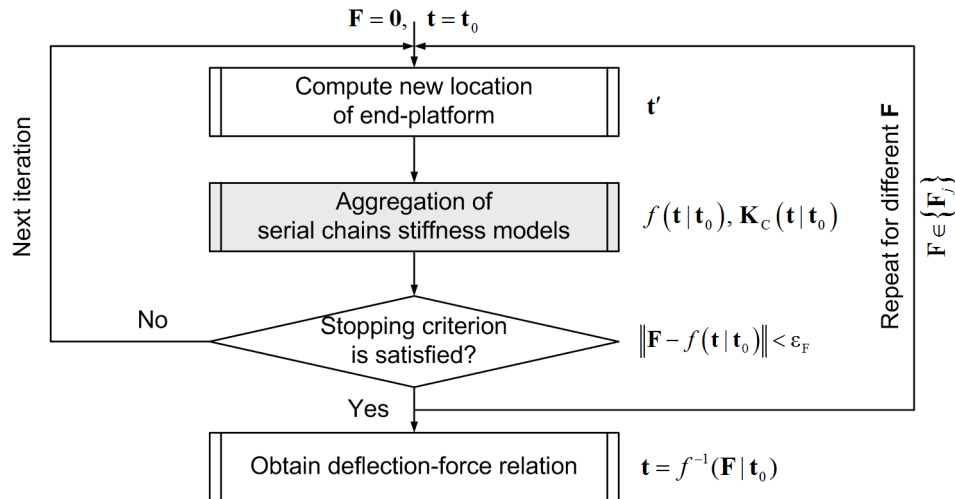 F = 0, t = t₀
Compute new location
of end-platform
t′
Next iteration
Repeat for different F
F ∈ {F_j}
Aggregation of
serial chains stiffness models
f(t | t₀), K_C(t | t₀)
No
Stopping criterion
is satisfied?
‖F − f(t | t₀)‖ < ε_F
Yes
Obtain deflection-force relation
t = f⁻¹(F | t₀)